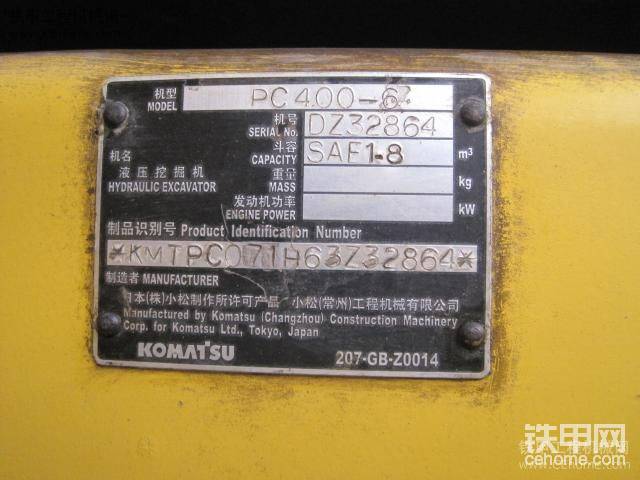 机型
MODEL
PC400-6
机号
SERIAL No.
DZ32864
斗容
CAPACITY
SAF1-8
m³
机名
液压挖掘机
HYDRAULIC EXCAVATOR
重量
MASS
kg
发动机功率
ENGINE POWER
kW
制品识别号 Product Identification Number
*KMTPC071H63Z32864*
制造者 MANUFACTURER
日本(株)小松制作所许可产品 小松(常州)工程机械有限公司
Manufactured by Komatsu (Changzhou) Construction Machinery
Corp. for Komatsu Ltd., Tokyo, Japan
KOMATSU
207-GB-Z0014
铁甲网
cehome.com